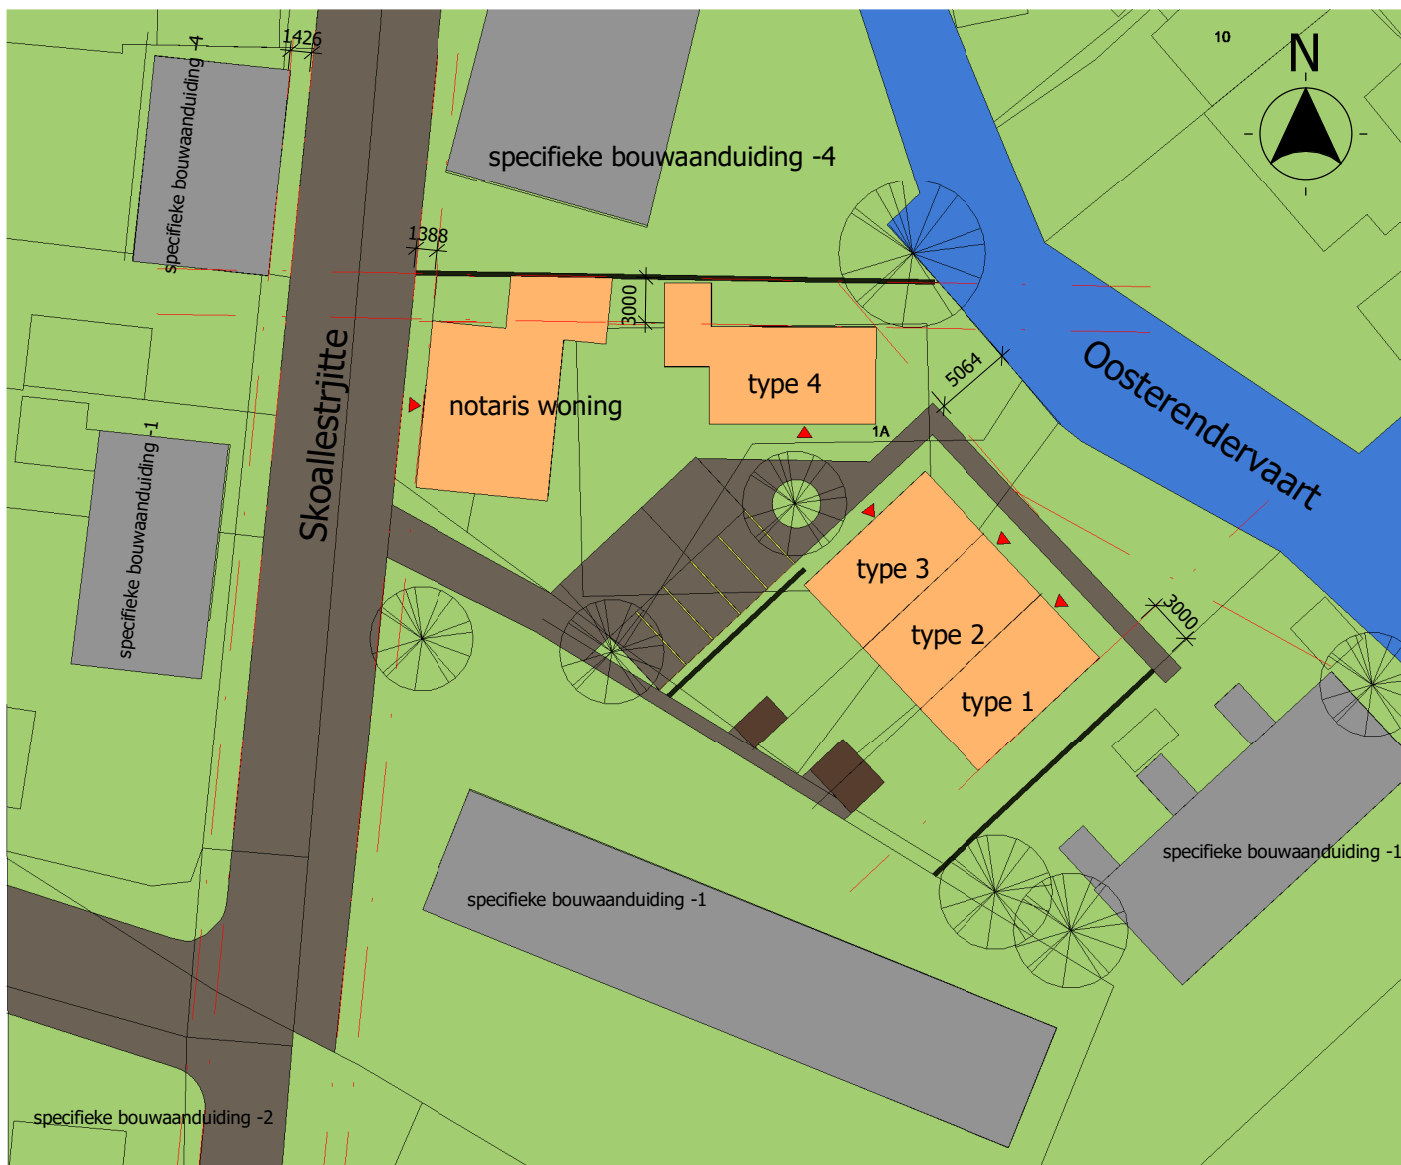 1426
10
N
specifieke bouwaanduiding -4
specifieke bouwaanduiding -4
1388
3000
Skoallestrjitte
Oosterendervaart
5064
type 4
notaris woning
1A
specifieke bouwaanduiding -1
type 3
3000
type 2
type 1
specifieke bouwaanduiding -1
specifieke bouwaanduiding -1
specifieke bouwaanduiding -2